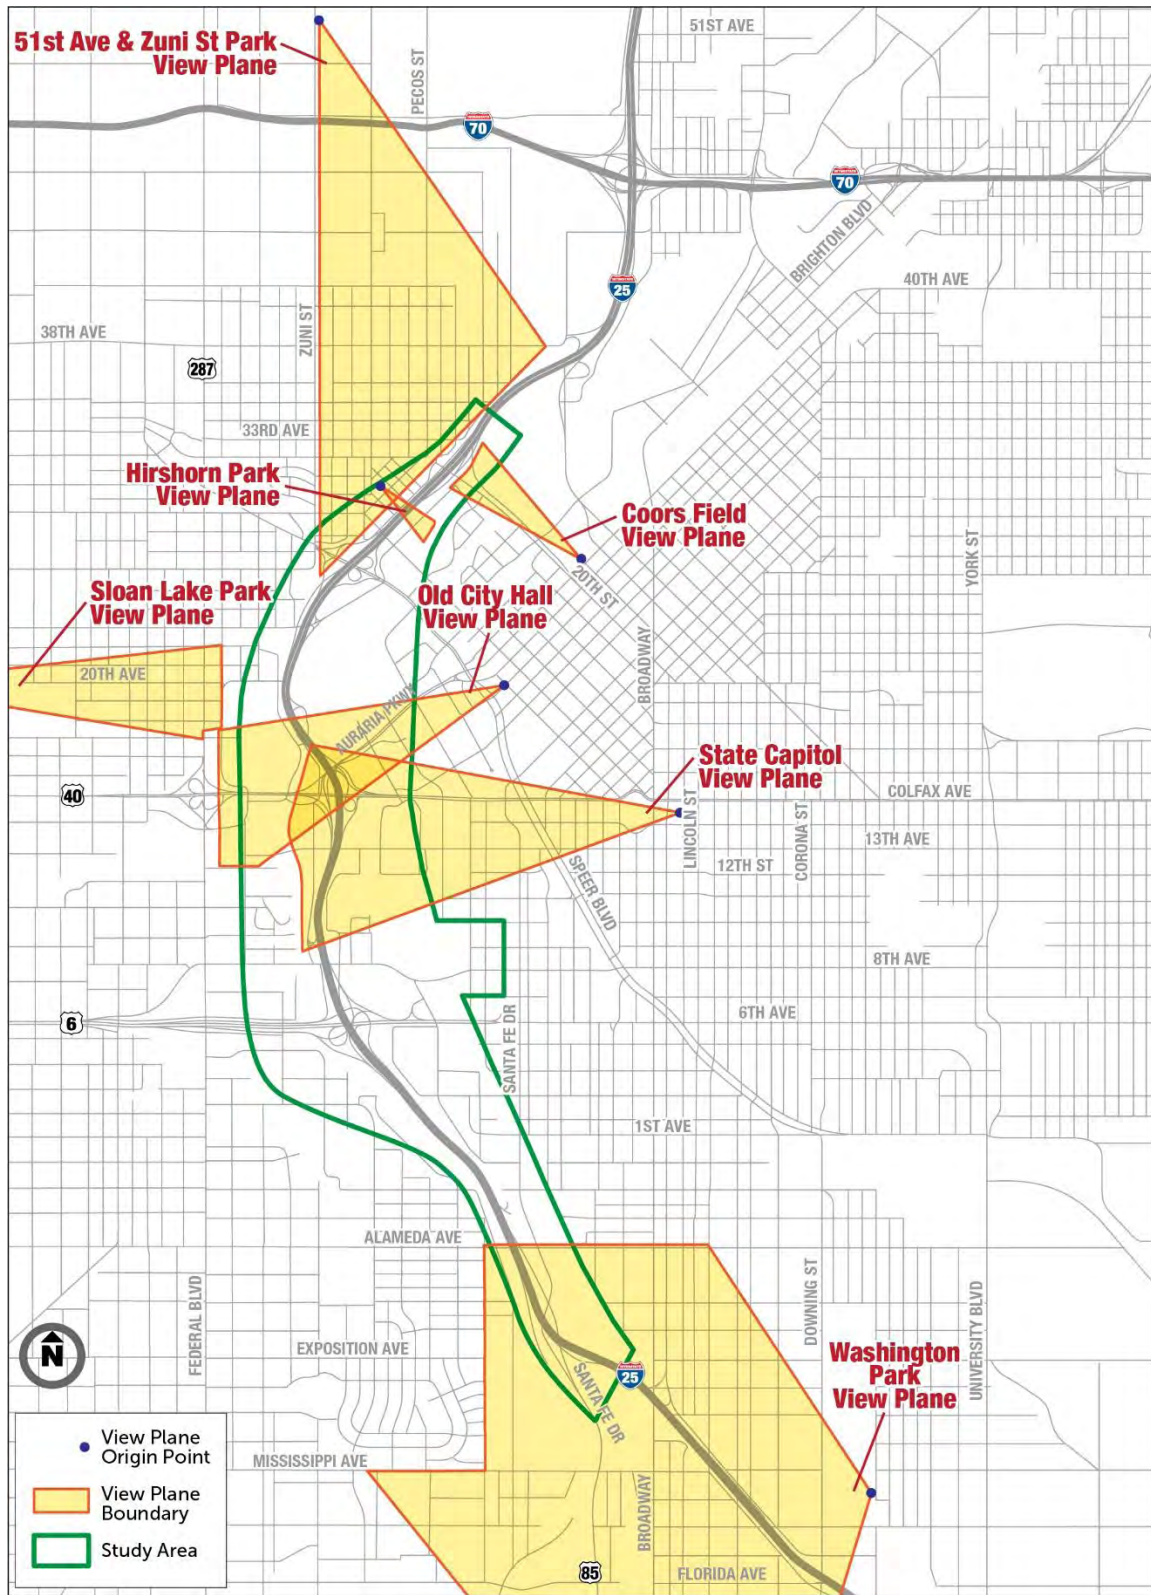 51ST AVE
51st Ave & Zuni St Park
View Plane
PECOS ST
70
70
BRIGHTON BLVD
25
40TH AVE
38TH AVE
ZUNI ST
287
33RD AVE
Hirshorn Park
View Plane
Coors Field
View Plane
YORK ST
20TH ST
Sloan Lake Park
View Plane
Old City Hall
View Plane
BROADWAY
20TH AVE
AURARIA PKWY
State Capitol
View Plane
40
COLFAX AVE
LINCOLN ST
CORONA ST
13TH AVE
12TH ST
SPEER BLVD
8TH AVE
6
6TH AVE
SANTA FE DR
1ST AVE
ALAMEDA AVE
FEDERAL BLVD
DOWNING ST
UNIVERSITY BLVD
N
EXPOSITION AVE
Washington
Park
View Plane
25
SANTA FE DR
View Plane
Origin Point
MISSISSIPPI AVE
View Plane
Boundary
BROADWAY
Study Area
85
FLORIDA AVE